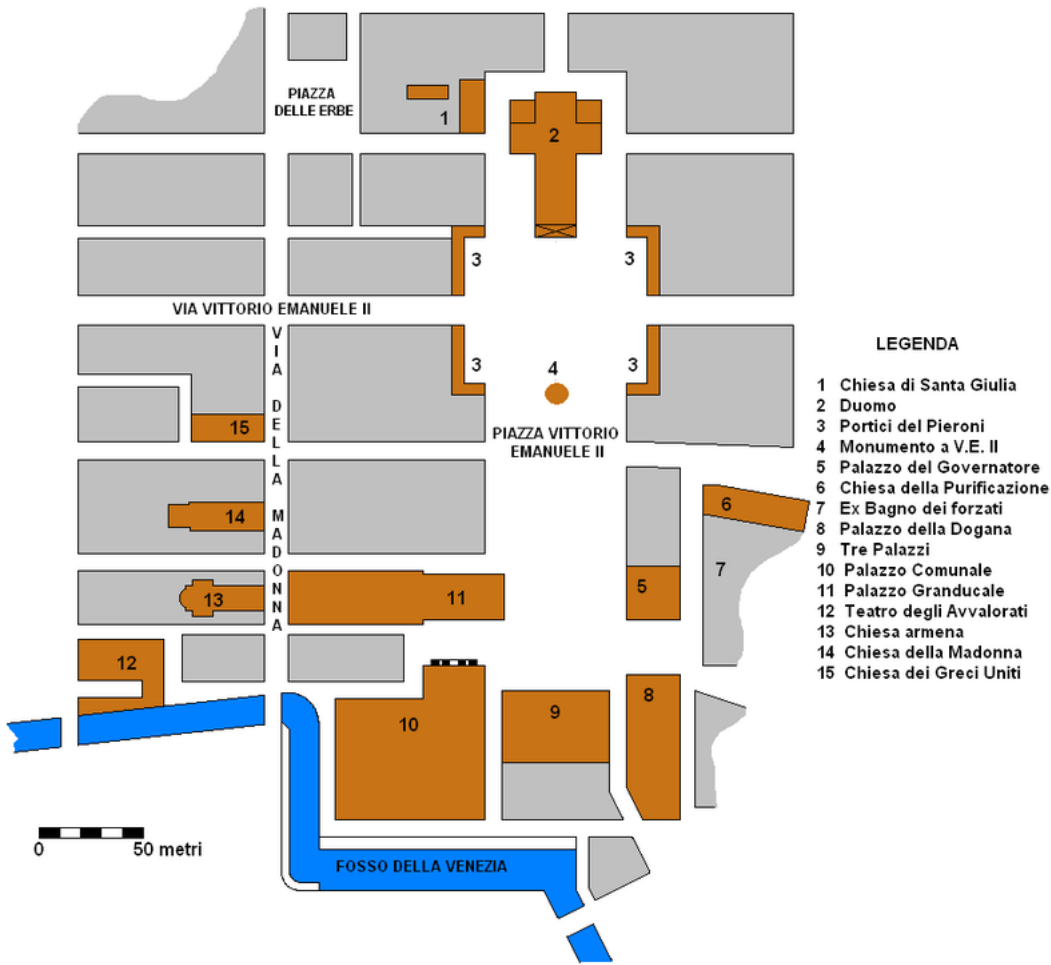 PIAZZA
DELLE ERBE
1
2
3
3
VIA VITTORIO EMANUELE II
VIA DELLA MADONNA
3
4
3
PIAZZA VITTORIO
EMANUELE II
15
14
13
12
11
10
9
8
5
6
7
FOSSO DELLA VENEZIA
0 50 metri
LEGENDA
1 Chiesa di Santa Giulia
2 Duomo
3 Portici del Pieroni
4 Monumento a V.E. II
5 Palazzo del Governatore
6 Chiesa della Purificazione
7 Ex Bagno dei forzati
8 Palazzo della Dogana
9 Tre Palazzi
10 Palazzo Comunale
11 Palazzo Granducale
12 Teatro degli Avvalorati
13 Chiesa armena
14 Chiesa della Madonna
15 Chiesa dei Greci Uniti